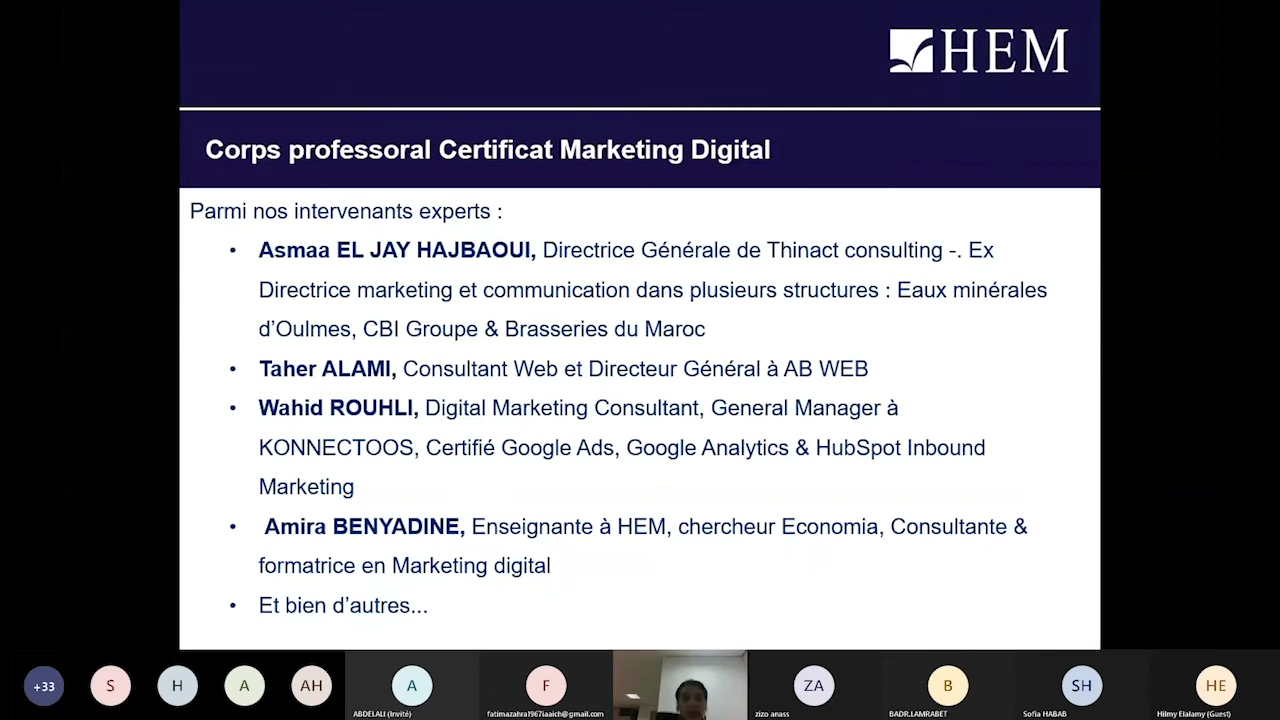 HEM
Corps professoral Certificat Marketing Digital
Parmi nos intervenants experts :
• Asmaa EL JAY HAJBAOUI, Directrice Générale de Thinact consulting -. Ex
Directrice marketing et communication dans plusieurs structures : Eaux minérales
d’Oulmes, CBI Groupe & Brasseries du Maroc
• Taher ALAMI, Consultant Web et Directeur Général à AB WEB
• Wahid ROUHLI, Digital Marketing Consultant, General Manager à
KONNECTOOS, Certifié Google Ads, Google Analytics & HubSpot Inbound
Marketing
• Amira BENYADINE, Enseignante à HEM, chercheur Economia, Consultante &
formatrice en Marketing digital
• Et bien d’autres...
+33 S H A AH A F ZA B SH HE
ABDELALI (Invité) fatimazahra1967iaaich@gmail.com zizo anass BADR.LAMRABET Sofia HABAB Hilmy Elalamy (Guest)